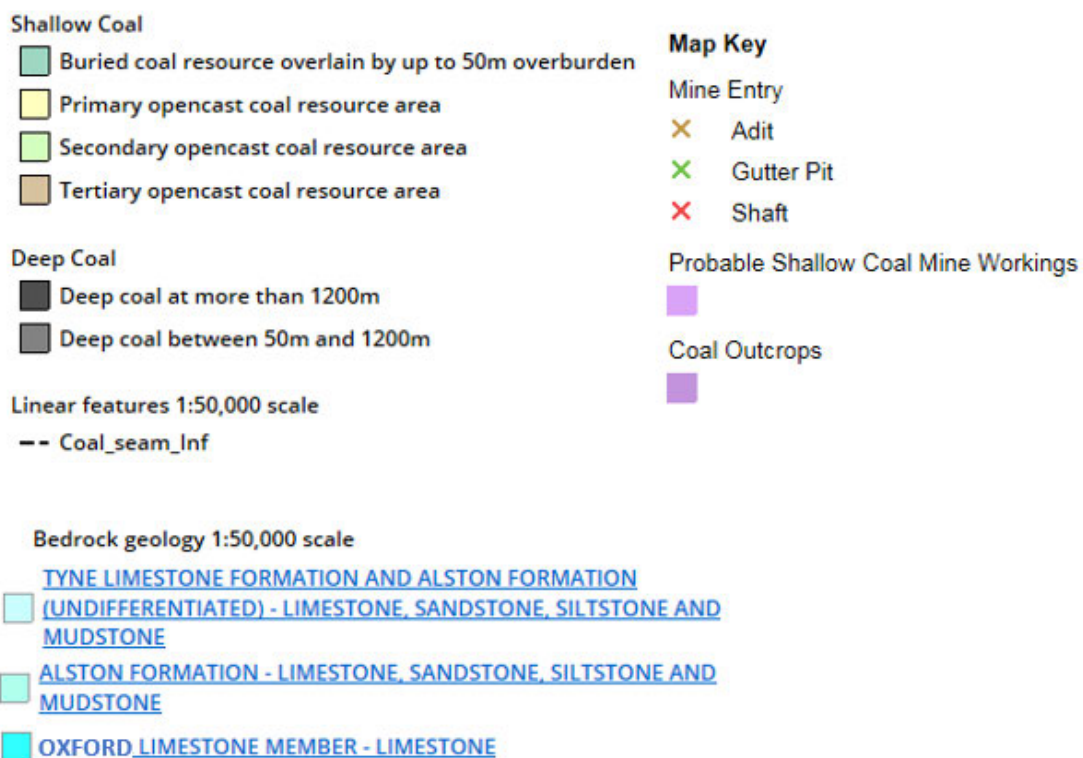 Shallow Coal
Buried coal resource overlain by up to 50m overburden
Primary opencast coal resource area
Secondary opencast coal resource area
Tertiary opencast coal resource area
Deep Coal
Deep coal at more than 1200m
Deep coal between 50m and 1200m
Linear features 1:50,000 scale
Coal_seam_Inf
Map Key
Mine Entry
Adit
Gutter Pit
Shaft
Probable Shallow Coal Mine Workings
Coal Outcrops
Bedrock geology 1:50,000 scale
TYNE LIMESTONE FORMATION AND ALSTON FORMATION
(UNDIFFERENTIATED) - LIMESTONE, SANDSTONE, SILTSTONE AND
MUDSTONE
ALSTON FORMATION - LIMESTONE, SANDSTONE, SILTSTONE AND
MUDSTONE
OXFORD LIMESTONE MEMBER - LIMESTONE